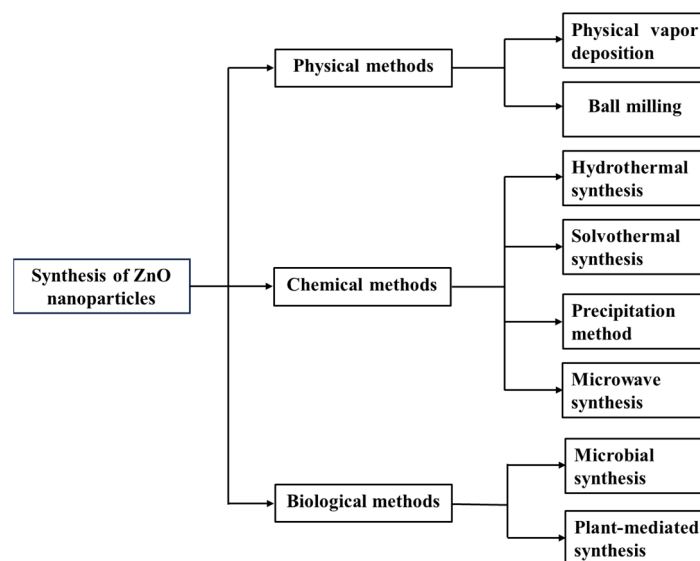 Physical vapor
deposition
Physical methods
Ball milling
Hydrothermal
synthesis
Solvothermal
synthesis
Synthesis of ZnO
nanoparticles
Chemical methods
Precipitation
method
Microwave
synthesis
Microbial
synthesis
Biological methods
Plant-mediated
synthesis